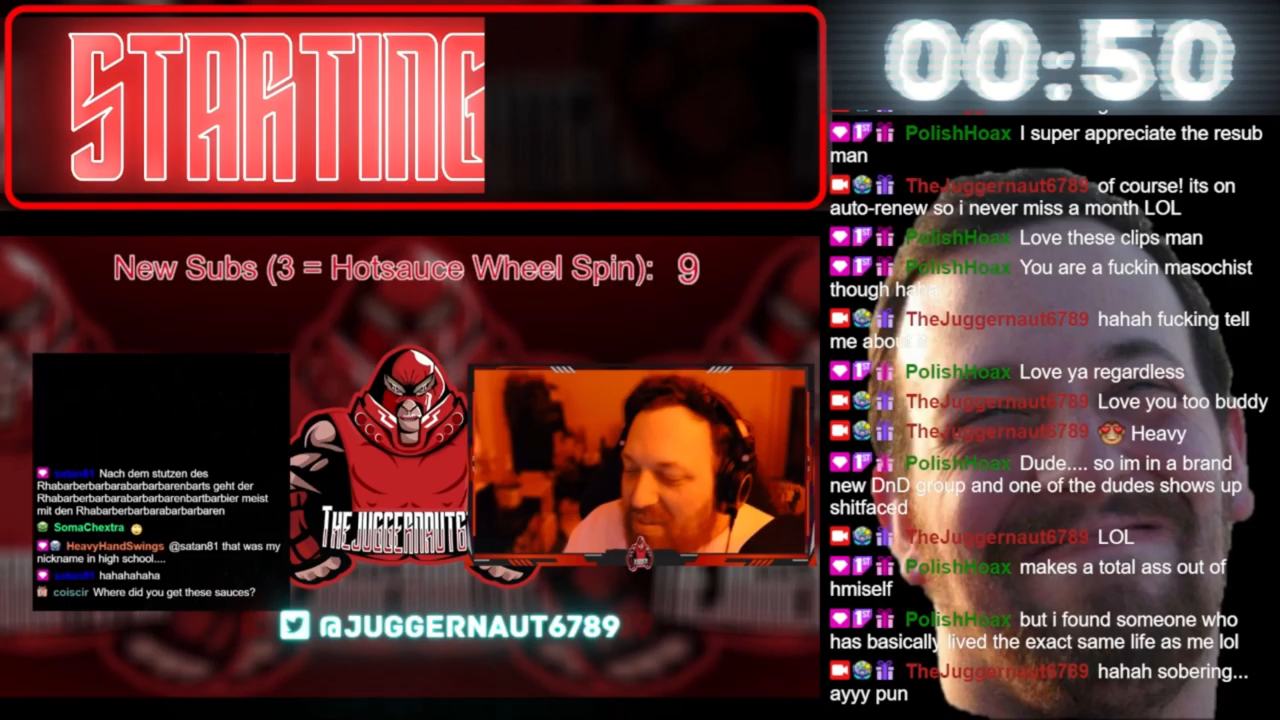 STARTING
00:50
New Subs (3 = Hotsauce Wheel Spin): 9
satan81 Nach dem stutzen des
Rhabarberbarbarabarbarbarenbarts geht der
Rhabarberbarbarabarbarbarenbartbarbier meist
mit den Rhabarberbarbarabarbarbaren
SomaChextra
HeavyHandSwings @satan81 that was my
nickname in high school....
satan81 hahahahaha
coiscir Where did you get these sauces?
THEJUGGERNAUT6
@JUGGERNAUT6789
PolishHoax I super appreciate the resub
man
TheJuggernaut6789 of course! its on
auto-renew so i never miss a month LOL
PolishHoax Love these clips man
PolishHoax You are a fuckin masochist
though haha
TheJuggernaut6789 hahah fucking tell
me about
PolishHoax Love ya regardless
TheJuggernaut6789 Love you too buddy
TheJuggernaut6789 Heavy
PolishHoax Dude.... so im in a brand
new DnD group and one of the dudes shows up
shitfaced
TheJuggernaut6789 LOL
PolishHoax makes a total ass out of
hmiself
PolishHoax but i found someone who
has basically lived the exact same life as me lol
TheJuggernaut6789 hahah sobering...
ayyy pun